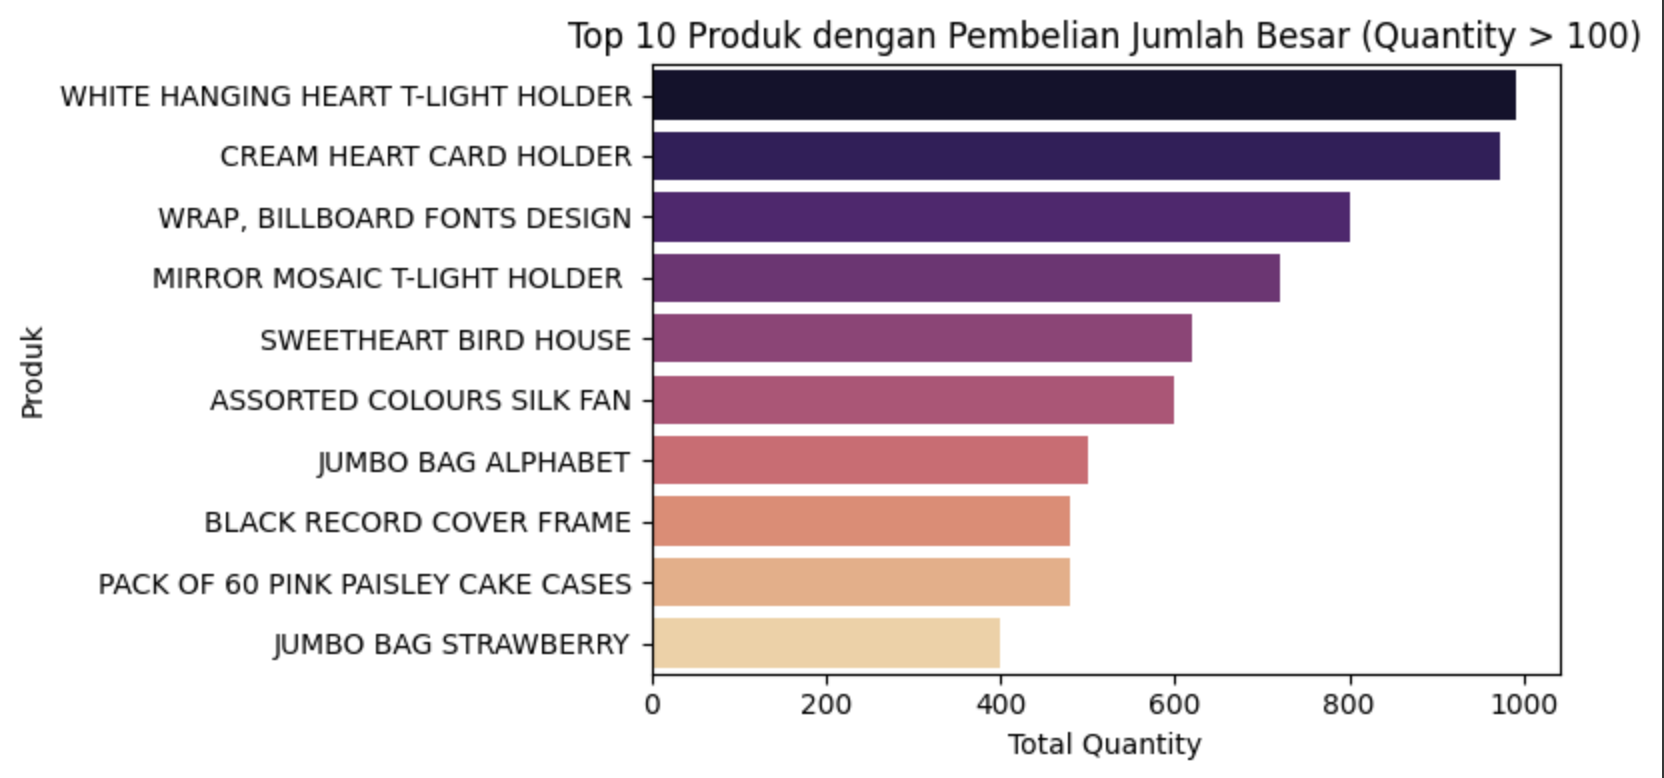 Top 10 Produk dengan Pembelian Jumlah Besar (Quantity > 100)
WHITE HANGING HEART T-LIGHT HOLDER
CREAM HEART CARD HOLDER
WRAP, BILLBOARD FONTS DESIGN
MIRROR MOSAIC T-LIGHT HOLDER
SWEETHEART BIRD HOUSE
ASSORTED COLOURS SILK FAN
JUMBO BAG ALPHABET
BLACK RECORD COVER FRAME
PACK OF 60 PINK PAISLEY CAKE CASES
JUMBO BAG STRAWBERRY
Produk
0 200 400 600 800 1000
Total Quantity